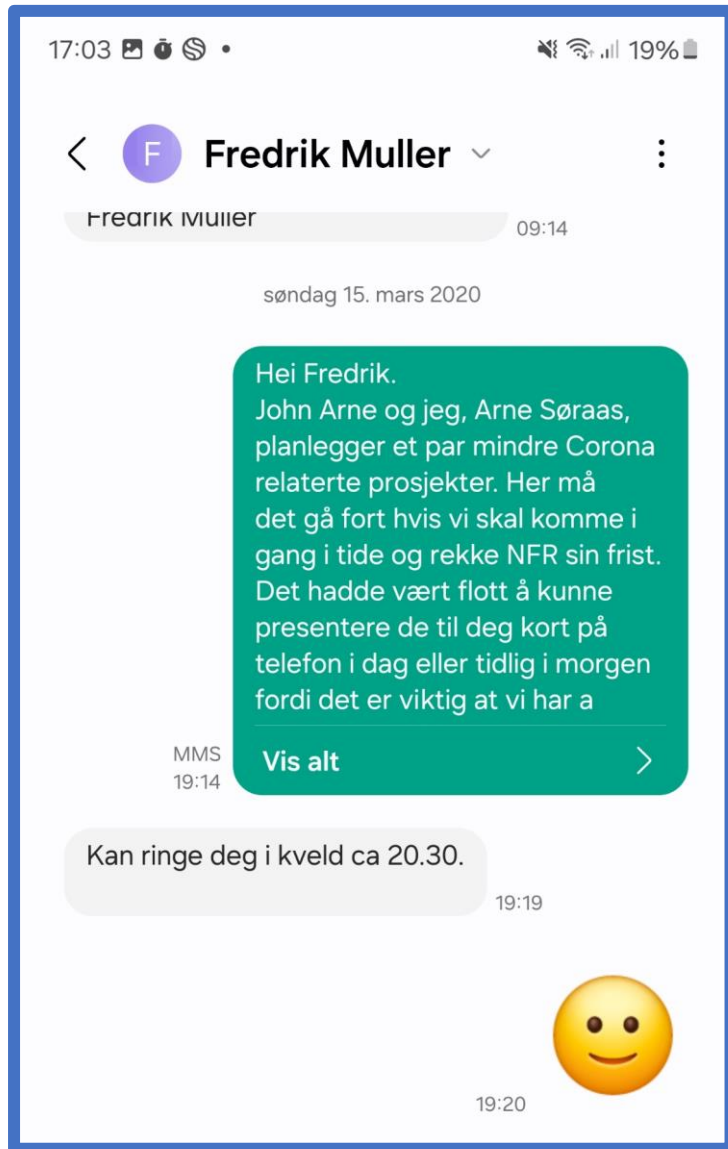 17:03 19%
F Fredrik Muller
Fredrik Muller
09:14
søndag 15. mars 2020
Hei Fredrik.
John Arne og jeg, Arne Søraas,
planlegger et par mindre Corona
relaterte prosjekter. Her må
det gå fort hvis vi skal komme i
gang i tide og rekke NFR sin frist.
Det hadde vært flott å kunne
presentere de til deg kort på
telefon i dag eller tidlig i morgen
fordi det er viktig at vi har a
MMS
19:14
Vis alt
Kan ringe deg i kveld ca 20.30.
19:19
19:20